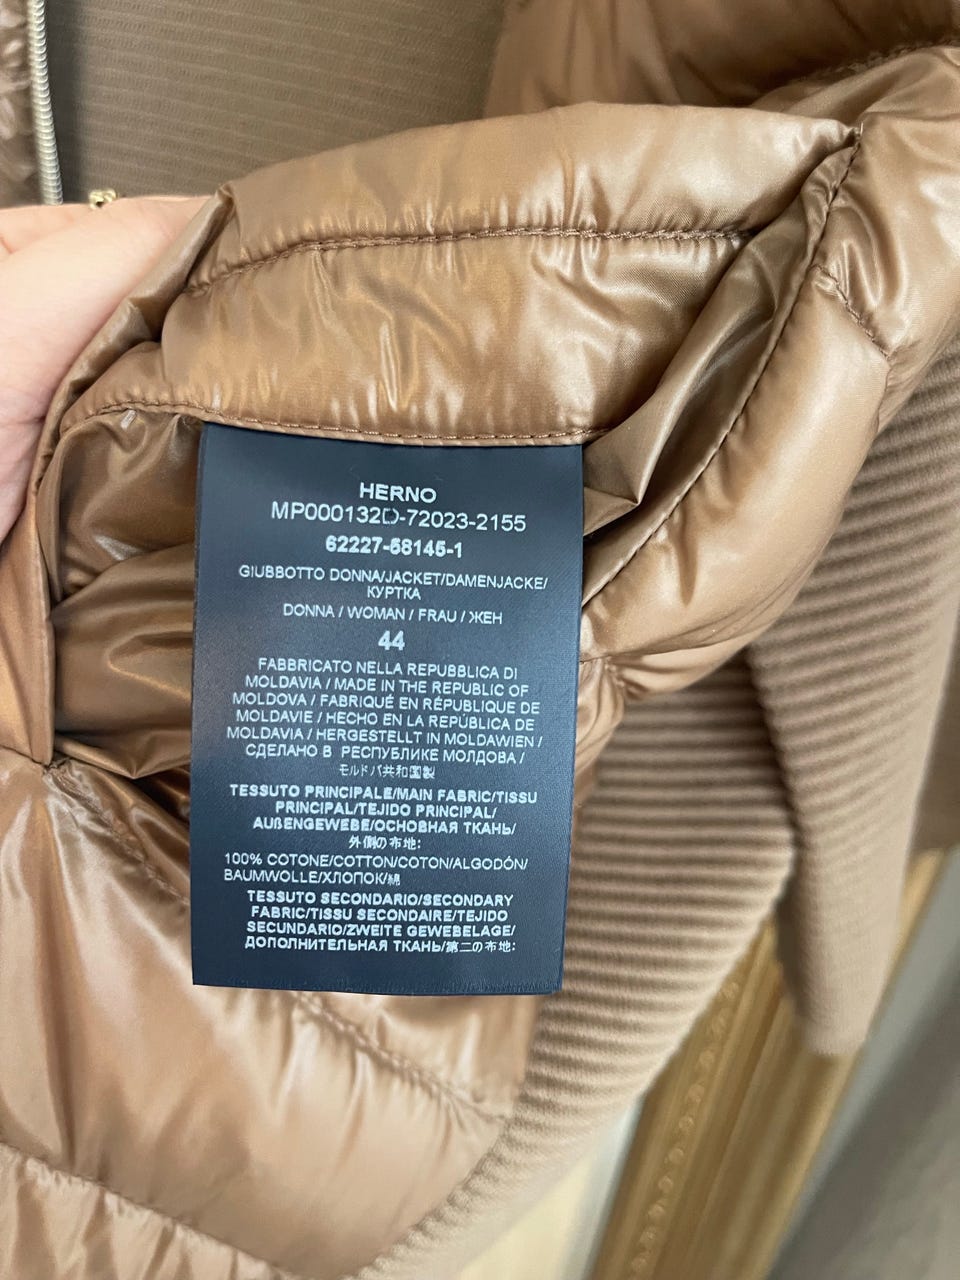 HERNO
MP000132D-72023-2155
62227-58145-1
GIUBBOTTO DONNA/JACKET/DAMENJACKE/
КУРТКА
DONNA / WOMAN / FRAU / ЖЕН
44
FABBRICATO NELLA REPUBBLICA DI
MOLDAVIA / MADE IN THE REPUBLIC OF
MOLDOVA / FABRIQUÉ EN RÉPUBLIQUE DE
MOLDAVIE / HECHO EN LA REPÚBLICA DE
MOLDAVIA / HERGESTELLT IN MOLDAWIEN /
СДЕЛАНО В РЕСПУБЛИКЕ МОЛДОВА /
モルドバ共和国製
TESSUTO PRINCIPALE/MAIN FABRIC/TISSU
PRINCIPAL/TEJIDO PRINCIPAL/
AUßENGEWEBE/ОСНОВНАЯ ТКАНЬ/
外側の布地:
100% COTONE/COTTON/COTON/ALGODÓN/
BAUMWOLLE/ХЛОПОК/綿
TESSUTO SECONDARIO/SECONDARY
FABRIC/TISSU SECONDAIRE/TEJIDO
SECUNDARIO/ZWEITE GEWEBELAGE/
ДОПОЛНИТЕЛЬНАЯ ТКАНЬ/第二の布地: